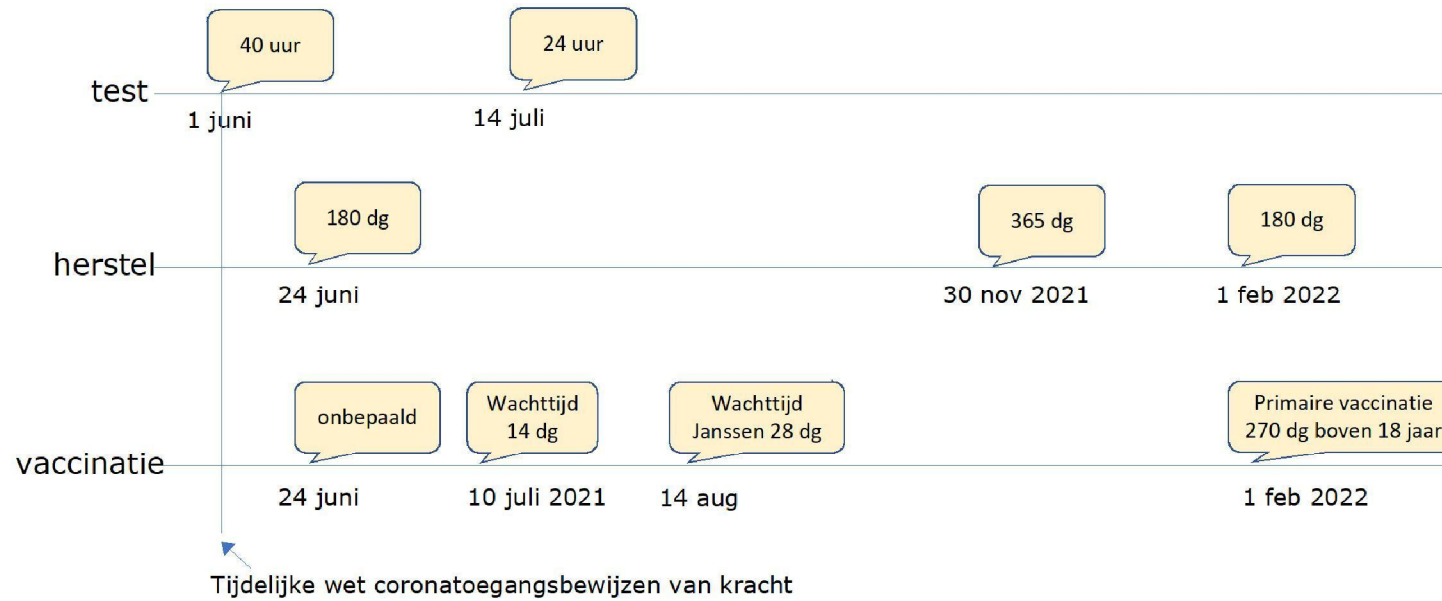 40 uur
24 uur
test
1 juni
14 juli
180 dg
365 dg
180 dg
herstel
24 juni
30 nov 2021
1 feb 2022
onbepaald
Wachttijd
14 dg
Wachttijd
Janssen 28 dg
Primaire vaccinatie
270 dg boven 18 jaar
vaccinatie
24 juni
10 juli 2021
14 aug
1 feb 2022
Tijdelijke wet coronatoegangsbewijzen van kracht